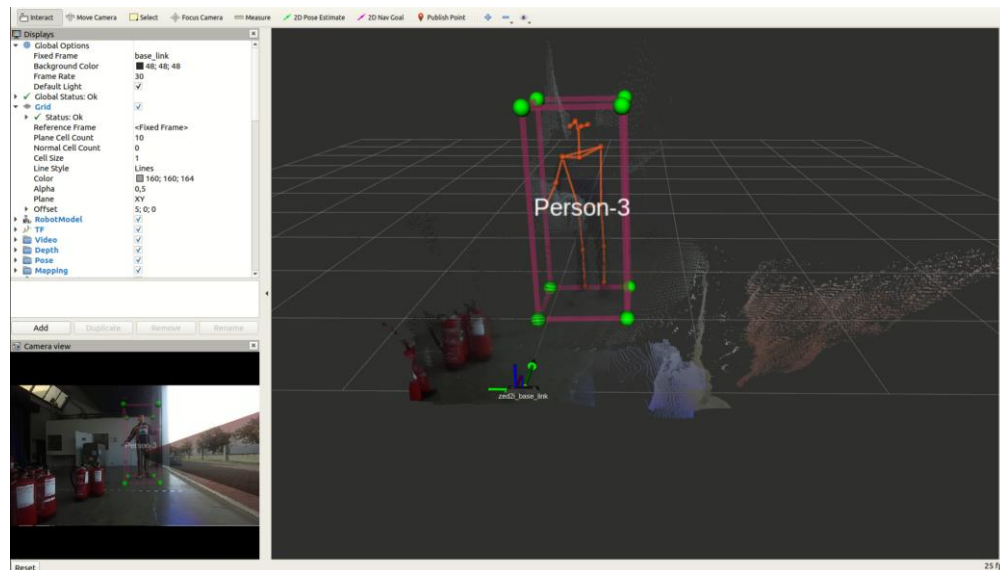 Interact Move Camera Select Focus Camera Measure 2D Pose Estimate 2D Nav Goal Publish Point
Displays
Global Options
Fixed Frame base_link
Background Color 48; 48; 48
Frame Rate 30
Default Light
Global Status: Ok
Grid
Status: Ok
Reference Frame <Fixed Frame>
Plane Cell Count 10
Normal Cell Count 0
Cell Size 1
Line Style Lines
Color 160; 160; 164
Alpha 0,5
Plane XY
Offset 5; 0; 0
RobotModel
TF
Video
Depth
Pose
Mapping
Add Duplicate Remove Rename
Camera view
Person-3
Person-3
zed2i_base_link
Reset
25 f